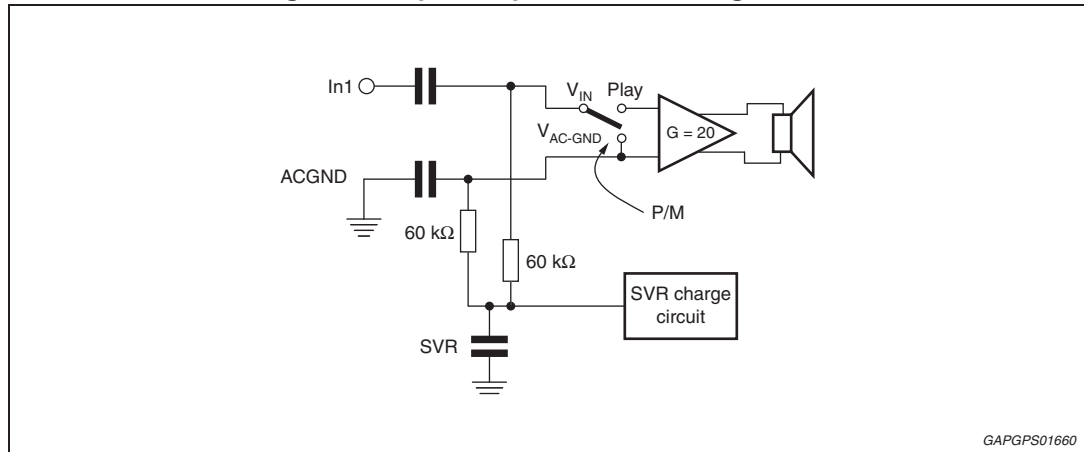 In1
V_IN
Play
V_AC-GND
G = 20
ACGND
P/M
60 kΩ
60 kΩ
SVR charge
circuit
SVR
GAPGPS01660